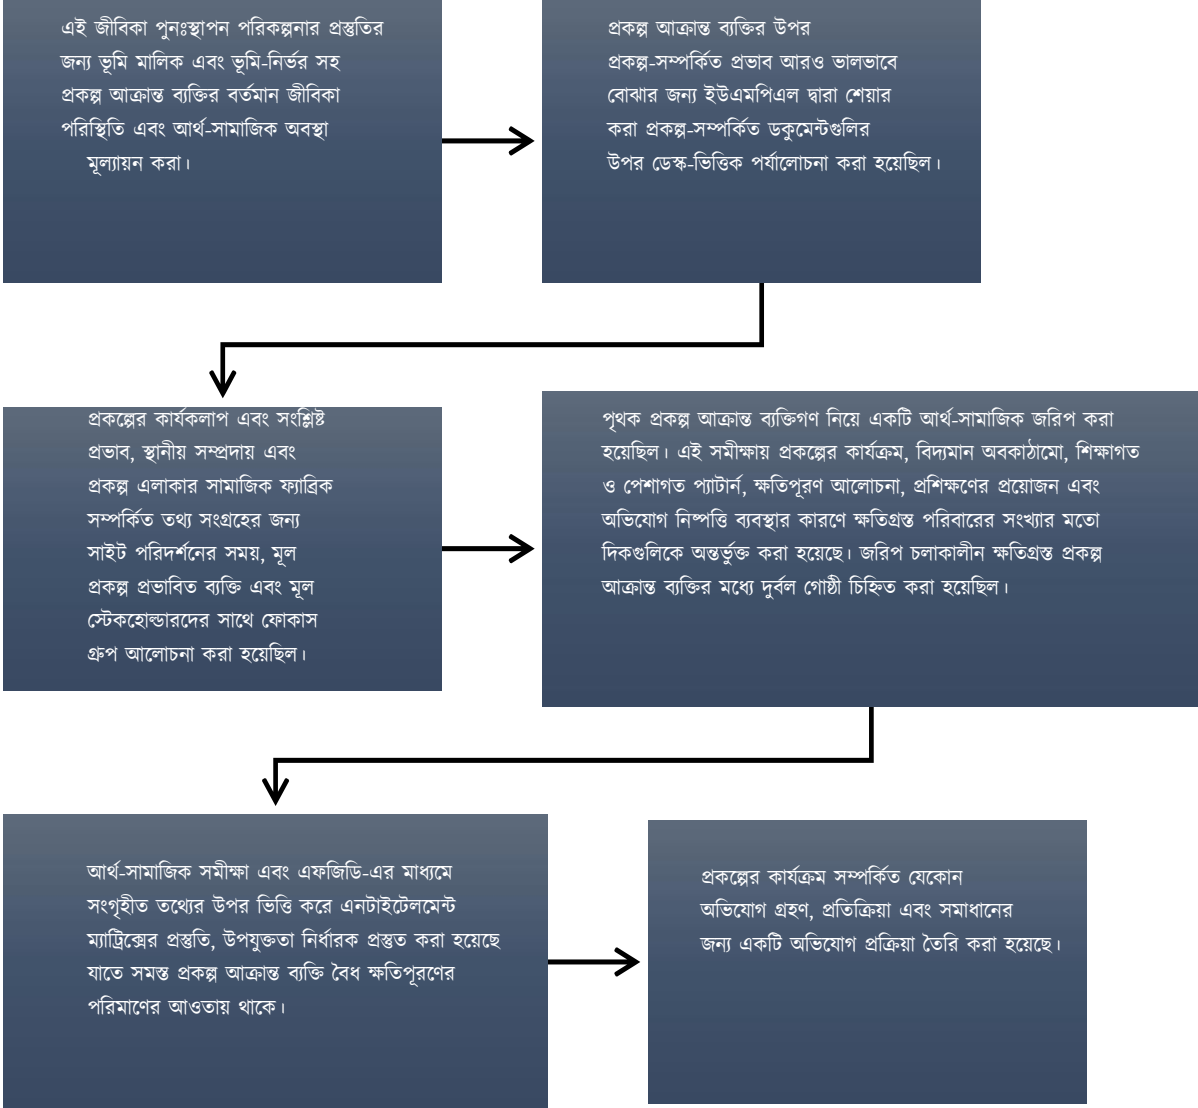 এই জীবিকা পুনঃস্থাপন পরিকল্পনার প্রস্তুতির
জন্য ভূমি মালিক এবং ভূমি-নির্ভর সহ
প্রকল্প আক্রান্ত ব্যক্তির বর্তমান জীবিকা
পরিস্থিতি এবং আর্থ-সামাজিক অবস্থা
মূল্যায়ন করা।
প্রকল্প আক্রান্ত ব্যক্তির উপর
প্রকল্প-সম্পর্কিত প্রভাব আরও ভালভাবে
বোঝার জন্য ইউএমপিএল দ্বারা শেয়ার
করা প্রকল্প-সম্পর্কিত ডকুমেন্টগুলির
উপর ডেস্ক-ভিত্তিক পর্যালোচনা করা হয়েছিল।
প্রকল্পের কার্যকলাপ এবং সংশ্লিষ্ট
প্রভাব, স্থানীয় সম্প্রদায় এবং
প্রকল্প এলাকার সামাজিক ফ্যাব্রিক
সম্পর্কিত তথ্য সংগ্রহের জন্য
সাইট পরিদর্শনের সময়, মূল
প্রকল্প প্রভাবিত ব্যক্তি এবং মূল
স্টেকহোল্ডারদের সাথে ফোকাস
গ্রুপ আলোচনা করা হয়েছিল।
পৃথক প্রকল্প আক্রান্ত ব্যক্তিগণ নিয়ে একটি আর্থ-সামাজিক জরিপ করা
হয়েছিল। এই সমীক্ষায় প্রকল্পের কার্যক্রম, বিদ্যমান অবকাঠামো, শিক্ষাগত
ও পেশাগত প্যাটার্ন, ক্ষতিপূরণ আলোচনা, প্রশিক্ষণের প্রয়োজন এবং
অভিযোগ নিষ্পত্তি ব্যবস্থার কারণে ক্ষতিগ্রস্ত পরিবারের সংখ্যার মতো
দিকগুলিকে অন্তর্ভুক্ত করা হয়েছে। জরিপ চলাকালীন ক্ষতিগ্রস্ত প্রকল্প
আক্রান্ত ব্যক্তির মধ্যে দুর্বল গোষ্ঠী চিহ্নিত করা হয়েছিল।
আর্থ-সামাজিক সমীক্ষা এবং এফজিডি-এর মাধ্যমে
সংগৃহীত তথ্যের উপর ভিত্তি করে এনটাইটেলমেন্ট
ম্যাট্রিক্সের প্রস্তুতি, উপযুক্ততা নির্ধারক প্রস্তুত করা হয়েছে
যাতে সমস্ত প্রকল্প আক্রান্ত ব্যক্তি বৈধ ক্ষতিপূরণের
পরিমাণের আওতায় থাকে।
প্রকল্পের কার্যক্রম সম্পর্কিত যেকোন
অভিযোগ গ্রহণ, প্রতিক্রিয়া এবং সমাধানের
জন্য একটি অভিযোগ প্রক্রিয়া তৈরি করা হয়েছে।